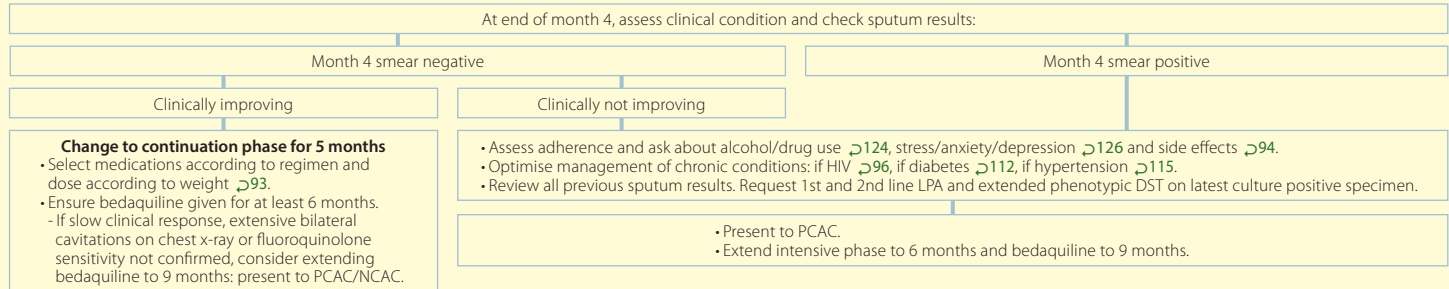 At end of month 4, assess clinical condition and check sputum results:
Month 4 smear negative
Month 4 smear positive
Clinically improving
Clinically not improving
Change to continuation phase for 5 months
• Select medications according to regimen and
dose according to weight ⮌93.
• Ensure bedaquiline given for at least 6 months.
- If slow clinical response, extensive bilateral
cavitations on chest x-ray or fluoroquinolone
sensitivity not confirmed, consider extending
bedaquiline to 9 months: present to PCAC/NCAC.
• Assess adherence and ask about alcohol/drug use ⮌124, stress/anxiety/depression ⮌126 and side effects ⮌94.
• Optimise management of chronic conditions: if HIV ⮌96, if diabetes ⮌112, if hypertension ⮌115.
• Review all previous sputum results. Request 1st and 2nd line LPA and extended phenotypic DST on latest culture positive specimen.
• Present to PCAC.
• Extend intensive phase to 6 months and bedaquiline to 9 months.